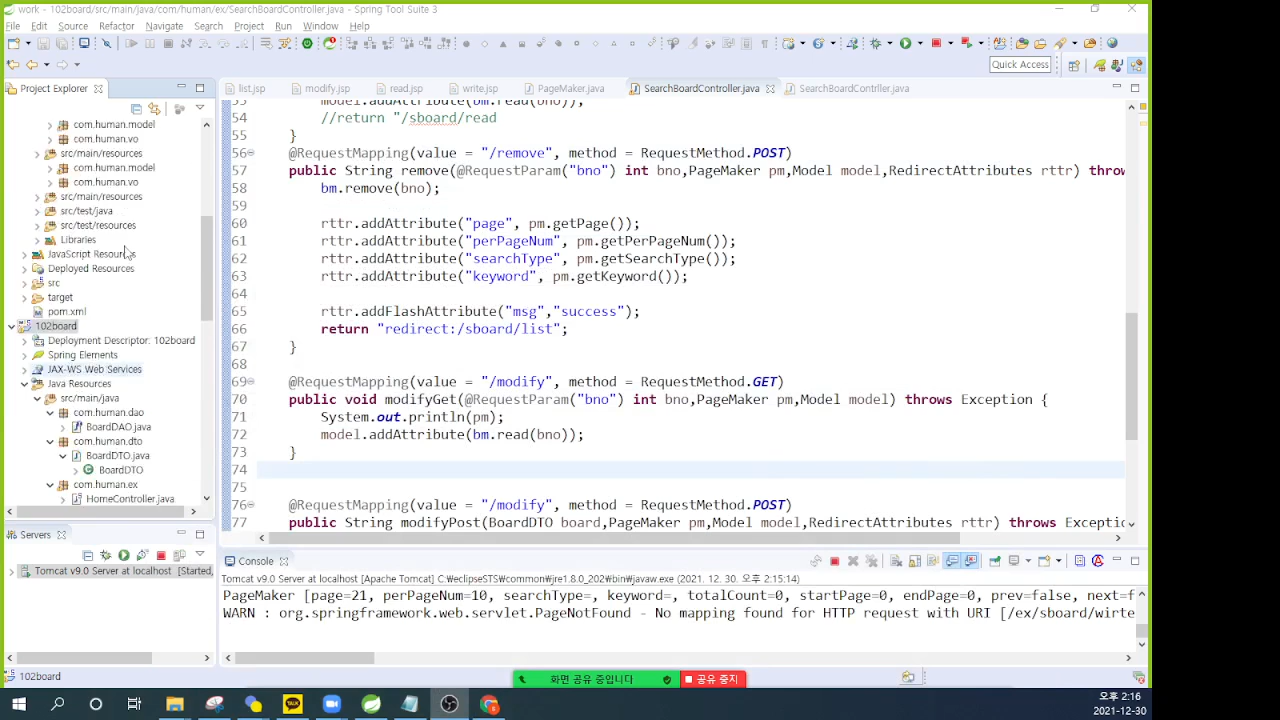 work - 102board/src/main/java/com/human/ex/SearchBoardController.java - Spring Tool Suite 3
File Edit Source Refactor Navigate Search Project Run Window Help
Quick Access
Project Explorer
list.jsp modify.jsp read.jsp write.jsp PageMaker.java SearchBoardController.java SearchBoardController.java
com.human.model
com.human.vo
src/main/resources
com.human.model
com.human.vo
src/main/resources
src/test/java
src/test/resources
Libraries
JavaScript Resources
Deployed Resources
src
target
pom.xml
102board
Deployment Descriptor: 102board
Spring Elements
JAX-WS Web Services
Java Resources
src/main/java
com.human.dao
BoardDAO.java
com.human.dto
BoardDTO.java
BoardDTO
com.human.ex
HomeController.java
53 model.addAttribute(bm.read(bno));
54 //return "/sboard/read
55 }
56 @RequestMapping(value = "/remove", method = RequestMethod.POST)
57 public String remove(@RequestParam("bno") int bno,PageMaker pm,Model model,RedirectAttributes rttr) throw
58 bm.remove(bno);
59
60 rttr.addAttribute("page", pm.getPage());
61 rttr.addAttribute("perPageNum", pm.getPerPageNum());
62 rttr.addAttribute("searchType", pm.getSearchType());
63 rttr.addAttribute("keyword", pm.getKeyword());
64
65 rttr.addFlashAttribute("msg","success");
66 return "redirect:/sboard/list";
67 }
68
69 @RequestMapping(value = "/modify", method = RequestMethod.GET)
70 public void modifyGet(@RequestParam("bno") int bno,PageMaker pm,Model model) throws Exception {
71 System.out.println(pm);
72 model.addAttribute(bm.read(bno));
73 }
74
75
76 @RequestMapping(value = "/modify", method = RequestMethod.POST)
77 public String modifyPost(BoardDTO board,PageMaker pm,Model model,RedirectAttributes rttr) throws Exceptic
Servers
Tomcat v9.0 Server at localhost [Started,
Console
Tomcat v9.0 Server at localhost [Apache Tomcat] C:\eclipseSTS\common\jre1.8.0_202\bin\javaw.exe (2021. 12. 30. 오후 2:15:14)
PageMaker [page=21, perPageNum=10, searchType=, keyword=, totalCount=0, startPage=0, endPage=0, prev=false, next=f
WARN : org.springframework.web.servlet.PageNotFound - No mapping found for HTTP request with URI [/ex/sboard/wirte
102board
화면 공유 중입니다
공유 중지
TALK
오후 2:16
2021-12-30